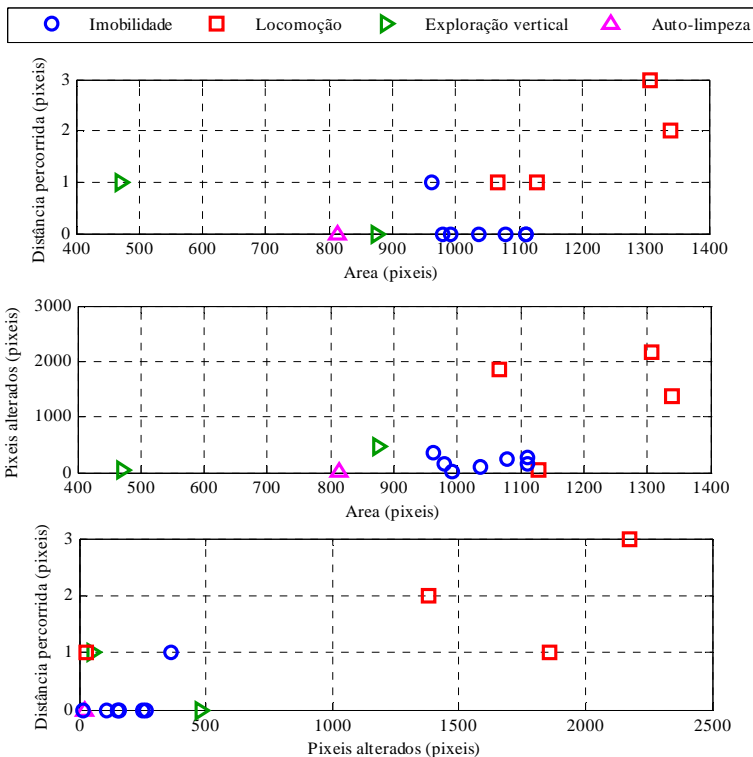 Imobilidade Locomoção Exploração vertical Auto-limpeza
Distância percorrida (pixeis)
3
2
1
0
400 500 600 700 800 900 1000 1100 1200 1300 1400
Area (pixeis)
Pixeis alterados (pixeis)
3000
2000
1000
0
400 500 600 700 800 900 1000 1100 1200 1300 1400
Area (pixeis)
Distância percorrida (pixeis)
3
2
1
0
0 500 1000 1500 2000 2500
Pixeis alterados (pixeis)